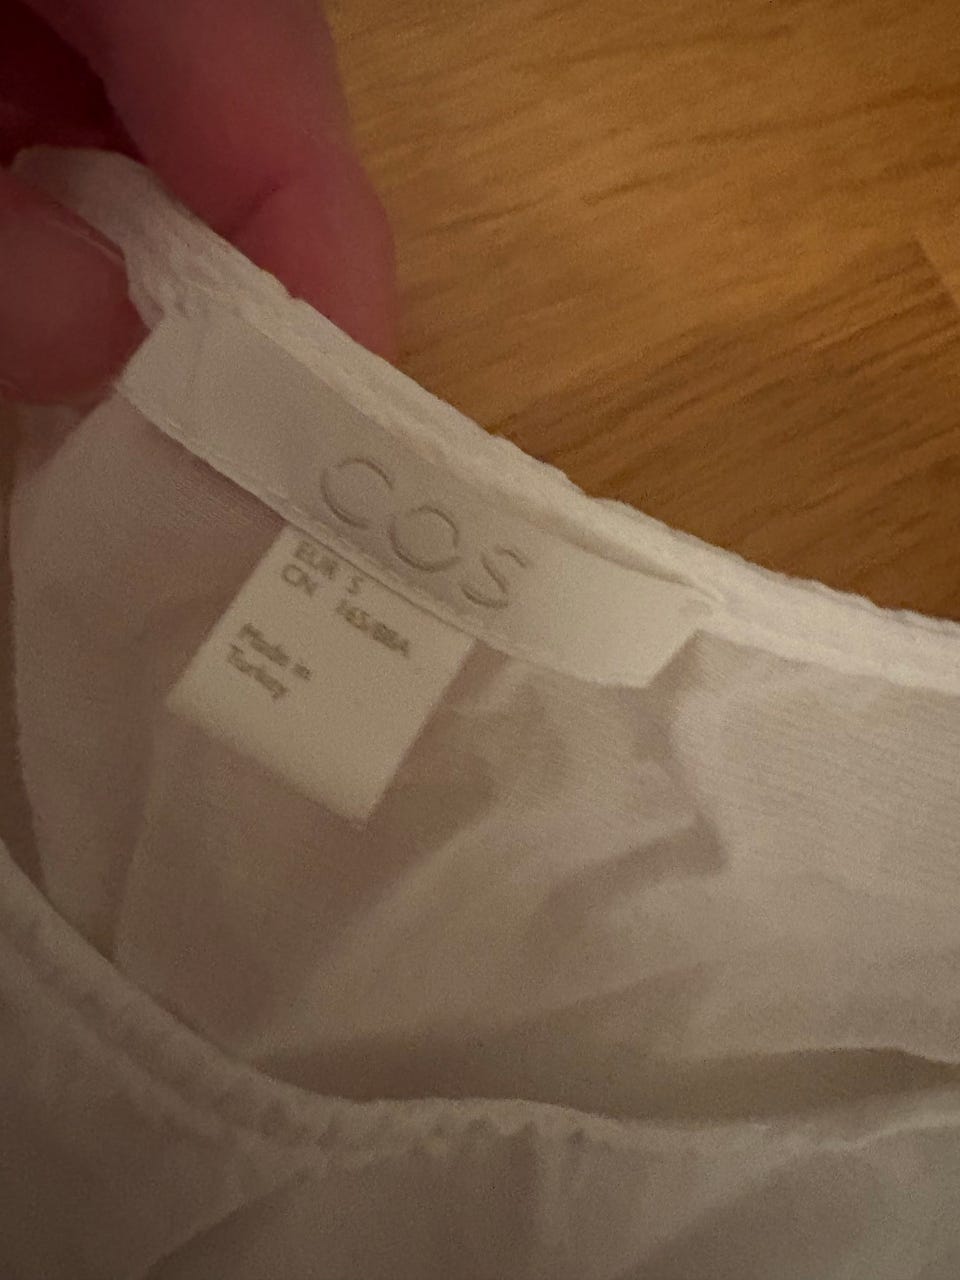 COS
EUR S
CN 165/88A
Made in
Turkey